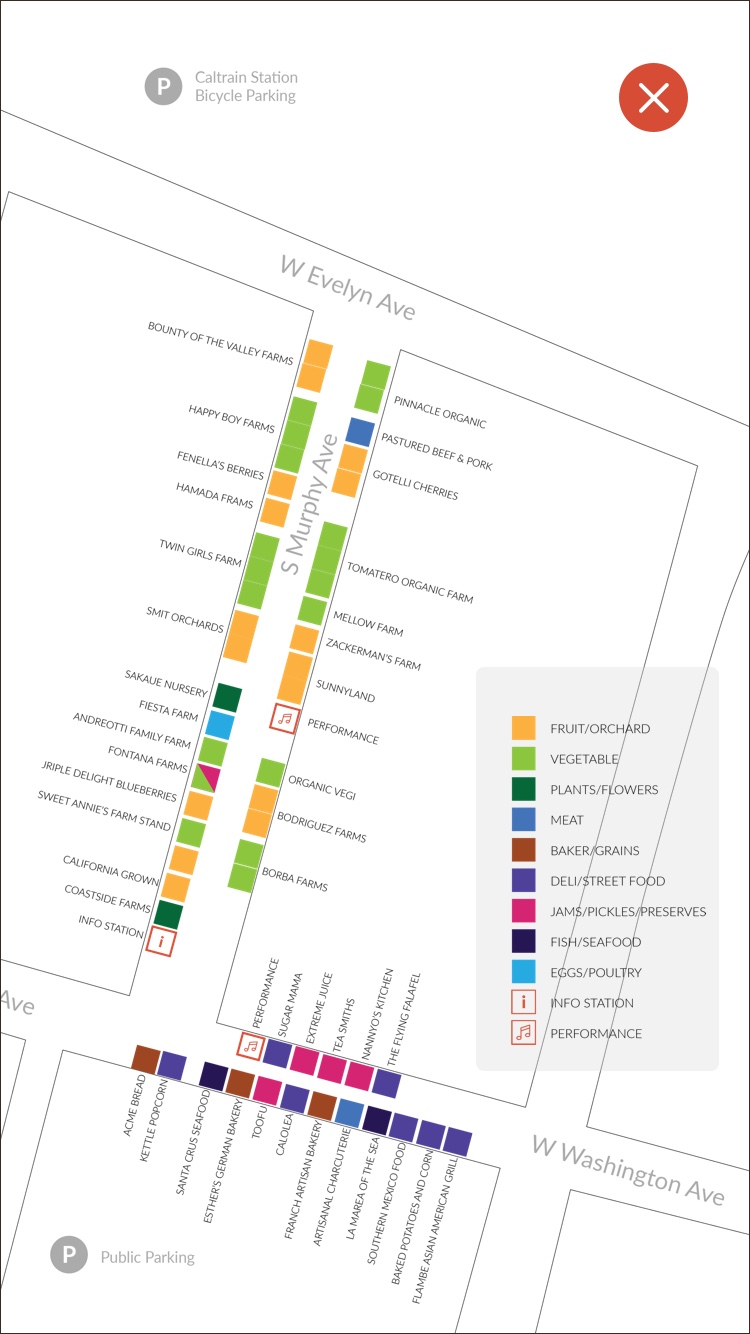 P
Caltrain Station
Bicycle Parking
W Evelyn Ave
S Murphy Ave
BOUNTY OF THE VALLEY FARMS
HAPPY BOY FARMS
FENELLA'S BERRIES
HAMADA FRAMS
TWIN GIRLS FARM
SMIT ORCHARDS
SAKAUE NURSERY
FIESTA FARM
ANDREOTTI FAMILY FARM
FONTANA FARMS
JRIPLE DELIGHT BLUEBERRIES
SWEET ANNIE'S FARM STAND
CALIFORNIA GROWN
COASTSIDE FARMS
INFO STATION
i
PINNACLE ORGANIC
PASTURED BEEF & PORK
GOTELLI CHERRIES
TOMATERO ORGANIC FARM
MELLOW FARM
ZACKERMAN'S FARM
SUNNYLAND
PERFORMANCE
ORGANIC VEGI
BODRIGUEZ FARMS
BORBA FARMS
FRUIT/ORCHARD
VEGETABLE
PLANTS/FLOWERS
MEAT
BAKER/GRAINS
DELI/STREET FOOD
JAMS/PICKLES/PRESERVES
FISH/SEAFOOD
EGGS/POULTRY
i INFO STATION
PERFORMANCE
Ave
PERFORMANCE
SUGAR MAMA
EXTREME JUICE
TEA SMITHS
NANNYO'S KITCHEN
THE FLYING FALAFEL
ACME BREAD
KETTLE POPCORN
SANTA CRUS SEAFOOD
ESTHER'S GERMAN BAKERY
TOOFU
CALOLEA
FRANCH ARTISAN BAKERY
ARTISANAL CHARCUTERIE
LA MAREA OF THE SEA
SOUTHERN MEXICO FOOD
BAKED POTATOES AND CORN
FLAMBE ASIAN AMERICAN GRILL
W Washington Ave
P
Public Parking